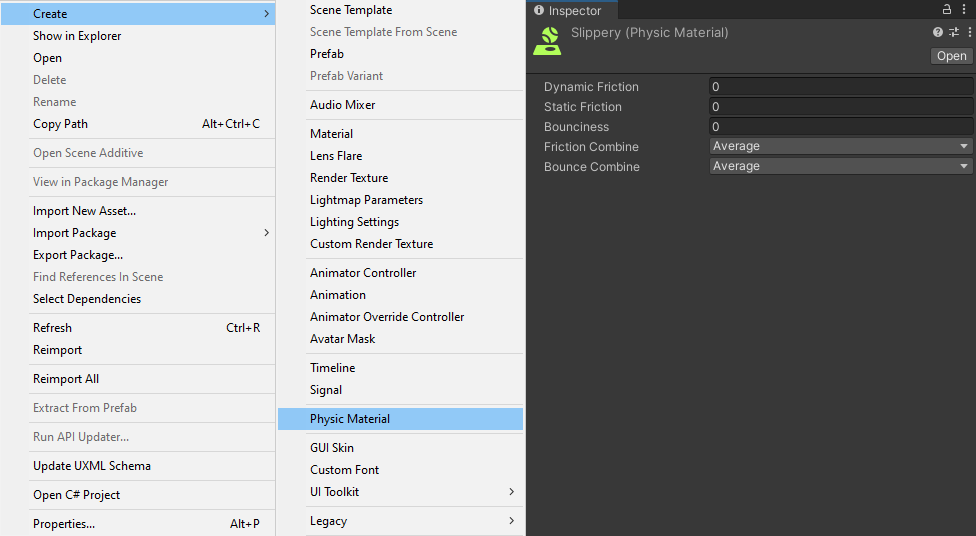 Create
Show in Explorer
Open
Delete
Rename
Copy Path Alt+Ctrl+C
Open Scene Additive
View in Package Manager
Import New Asset...
Import Package
Export Package...
Find References In Scene
Select Dependencies
Refresh Ctrl+R
Reimport
Reimport All
Extract From Prefab
Run API Updater...
Update UXML Schema
Open C# Project
Properties... Alt+P
Scene Template
Scene Template From Scene
Prefab
Prefab Variant
Audio Mixer
Material
Lens Flare
Render Texture
Lightmap Parameters
Lighting Settings
Custom Render Texture
Animator Controller
Animation
Animator Override Controller
Avatar Mask
Timeline
Signal
Physic Material
GUI Skin
Custom Font
UI Toolkit
Legacy
Inspector
Slippery (Physic Material)
Open
Dynamic Friction 0
Static Friction 0
Bounciness 0
Friction Combine Average
Bounce Combine Average